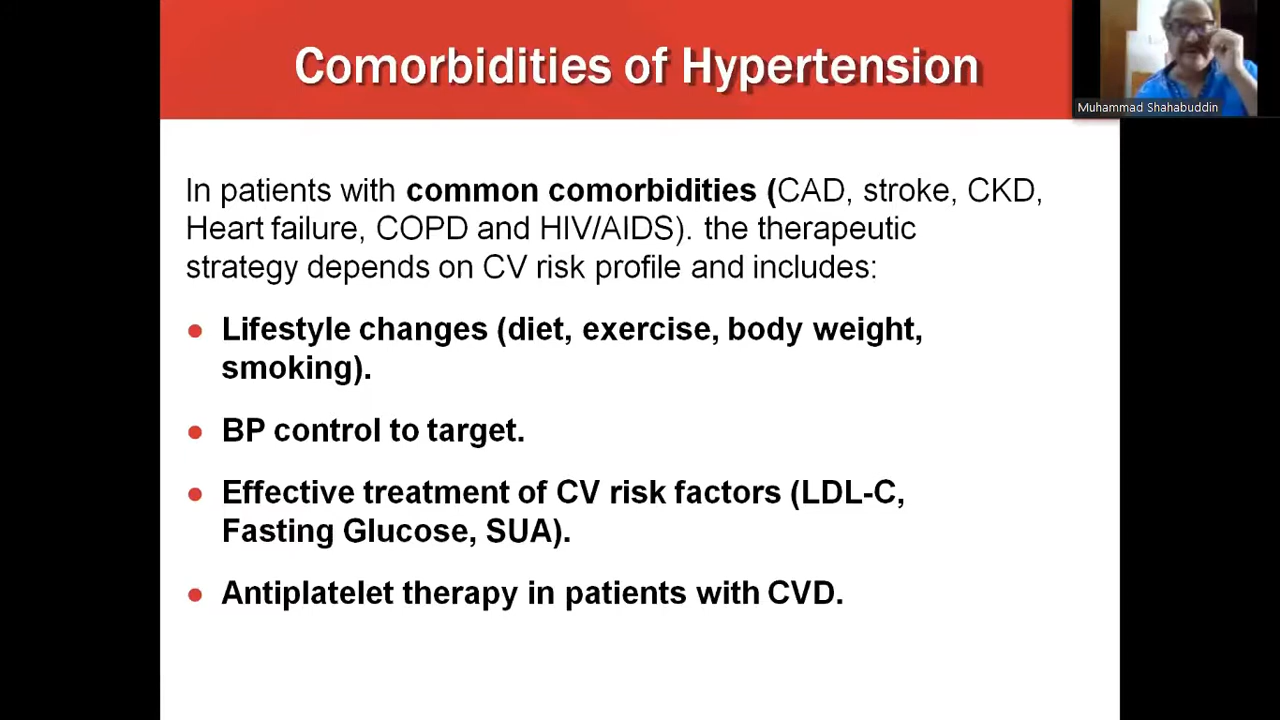 Comorbidities of Hypertension
Muhammad Shahabuddin
In patients with common comorbidities (CAD, stroke, CKD,
Heart failure, COPD and HIV/AIDS). the therapeutic
strategy depends on CV risk profile and includes:
• Lifestyle changes (diet, exercise, body weight,
smoking).
• BP control to target.
• Effective treatment of CV risk factors (LDL-C,
Fasting Glucose, SUA).
• Antiplatelet therapy in patients with CVD.